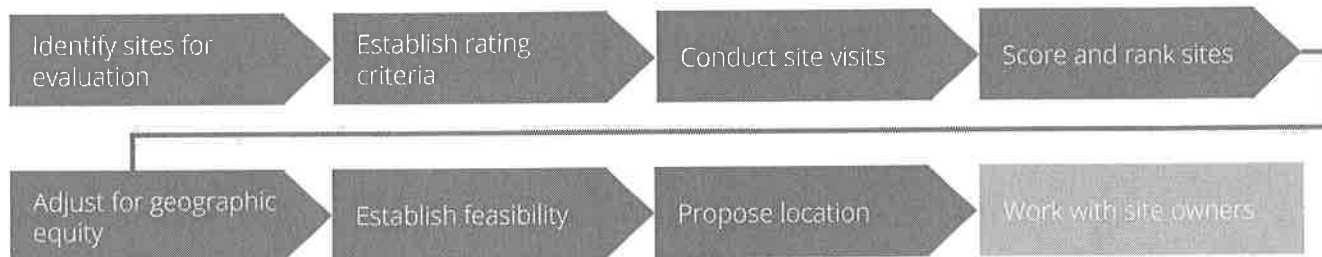 Identify sites for
evaluation
Establish rating
criteria
Conduct site visits
Score and rank sites
Adjust for geographic
equity
Establish feasibility
Propose location
Work with site owners